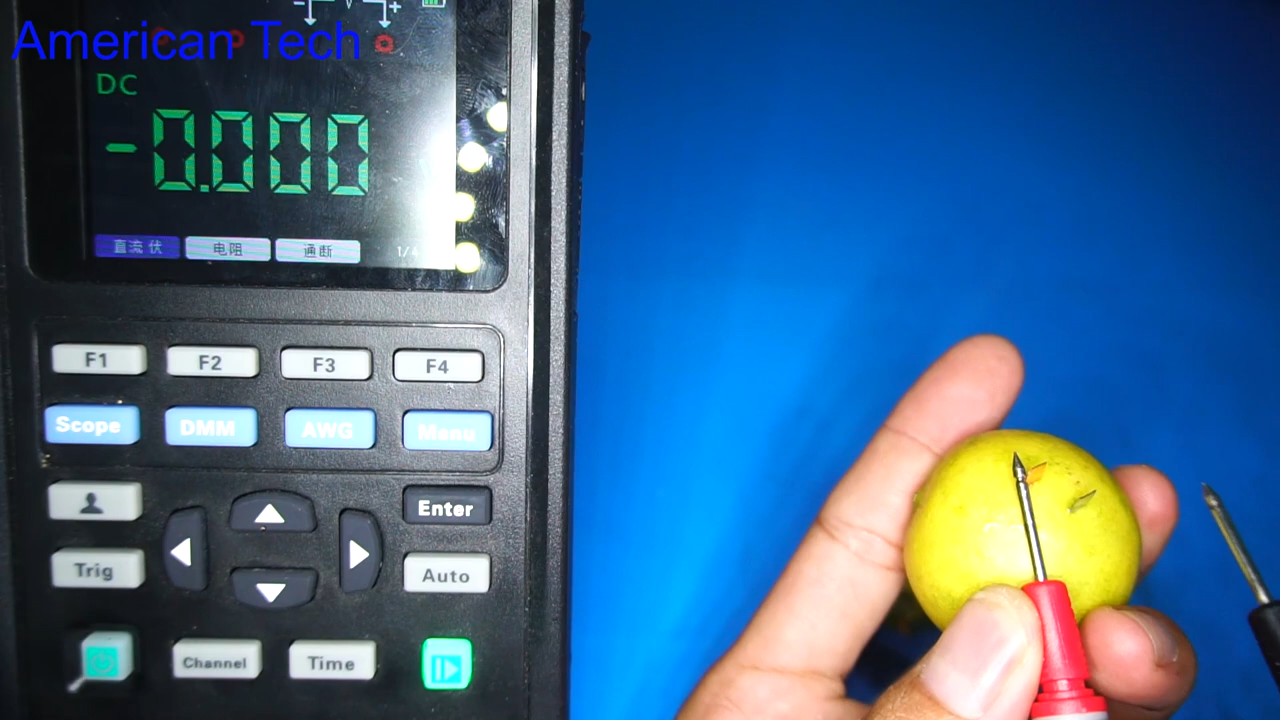 American Tech
DC
-0.000
直流伏 电阻 通断 1/4
F1 F2 F3 F4
Scope DMM AWG Menu
Enter
Trig Auto
Channel Time